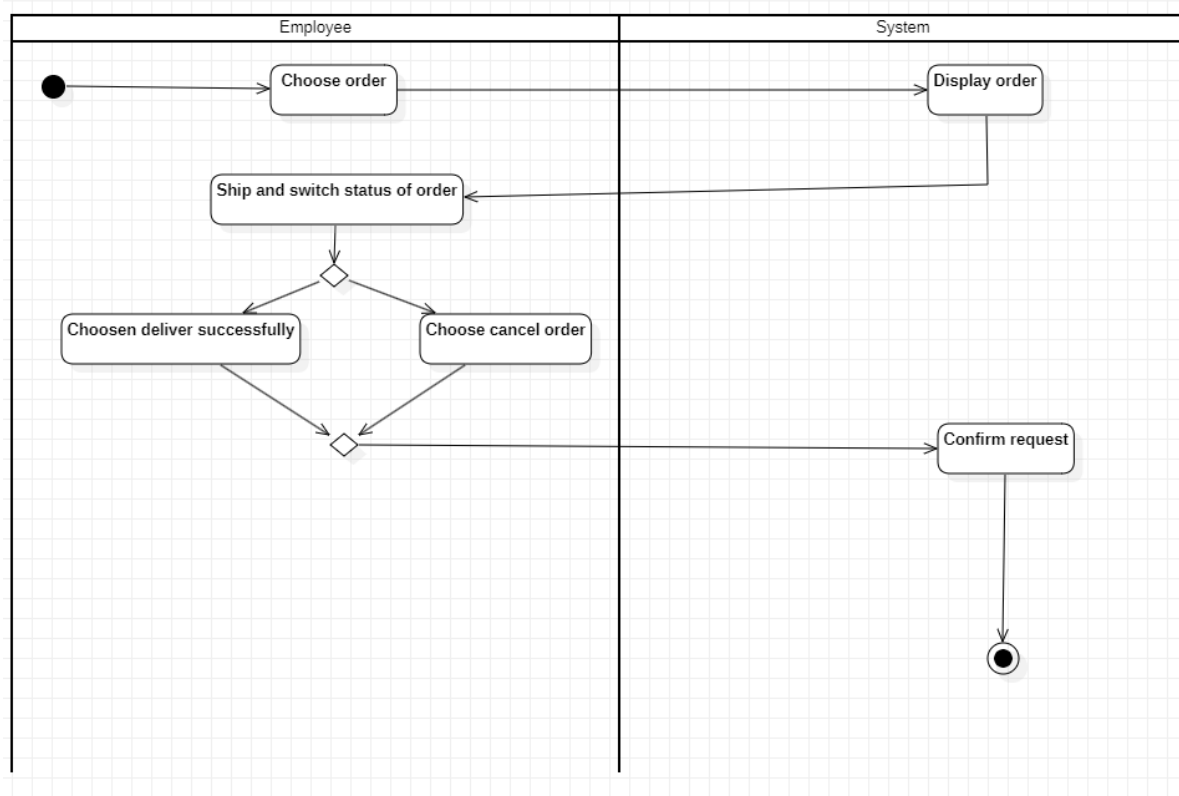 Employee
System
Choose order
Display order
Ship and switch status of order
Choosen deliver successfully
Choose cancel order
Confirm request